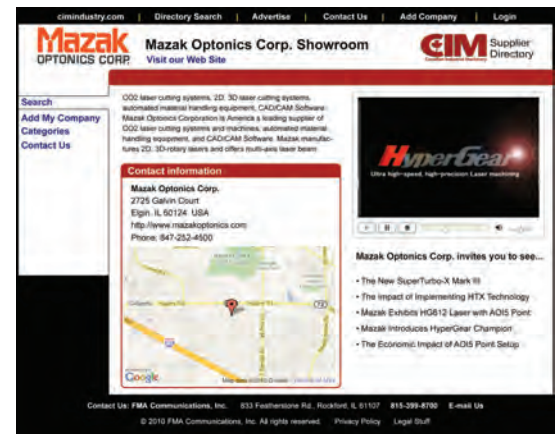 cimindustry.com | Directory Search | Advertise | Contact Us | Add Company | Login
Mazak
OPTONICS CORP.
Mazak Optonics Corp. Showroom
Visit our Web Site
CIM Supplier
Directory
Canadian Industrial Machinery
Search
Add My Company
Categories
Contact Us
CO2 laser cutting systems, 2D, 3D laser cutting systems,
automated material handling equipment, CAD/CAM Software
Mazak Optonics Corporation is America s leading supplier of
CO2 laser cutting systems and machines, automated material
handling equipment, and CAD/CAM Software. Mazak manufac-
tures 2D, 3D-rotary lasers and offers multi-axis laser beam
Contact information
Mazak Optonics Corp.
2725 Galvin Court
Elgin, IL 60124 USA
http://www.mazakoptonics.com
Phone: 847-252-4500
72
Google
HyperGear
Ultra high-speed, high-precision Laser machining
Mazak Optonics Corp. invites you to see...
• The New SuperTurbo-X Mark III
• The Impact of Implementing HTX Technology
• Mazak Exhibits HG612 Laser with AOI5 Point
• Mazak Introduces HyperGear Champion
• The Economic Impact of AOI5 Point Setup
Contact Us: FMA Communications, Inc. 833 Featherstone Rd., Rockford, IL 61107 815-399-8700 E-mail Us
© 2010 FMA Communications, Inc. All rights reserved. Privacy Policy Legal Stuff